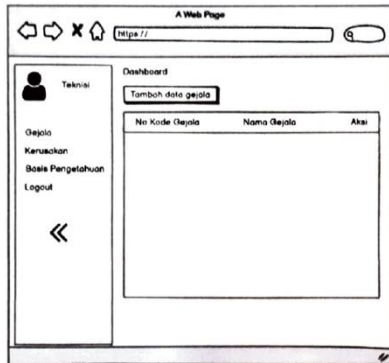 A Web Page
https //
Teknisi
Gejala
Kerusakan
Basis Pengetahuan
Logout
Dashboard
Tambah data gejala
No Kode Gejala Nama Gejala Aksi